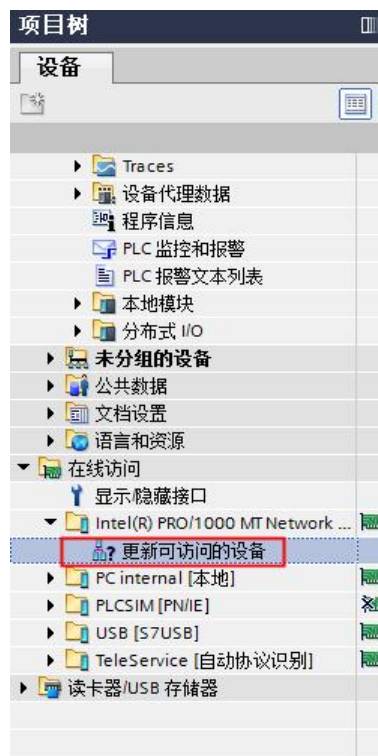 项目树
设备
Traces
设备代理数据
程序信息
PLC 监控和报警
PLC 报警文本列表
本地模块
分布式 I/O
未分组的设备
公共数据
文档设置
语言和资源
在线访问
显示/隐藏接口
Intel(R) PRO/1000 MT Network ...
更新可访问的设备
PC internal [本地]
PLCSIM [PN/IE]
USB [S7USB]
TeleService [自动协议识别]
读卡器/USB 存储器